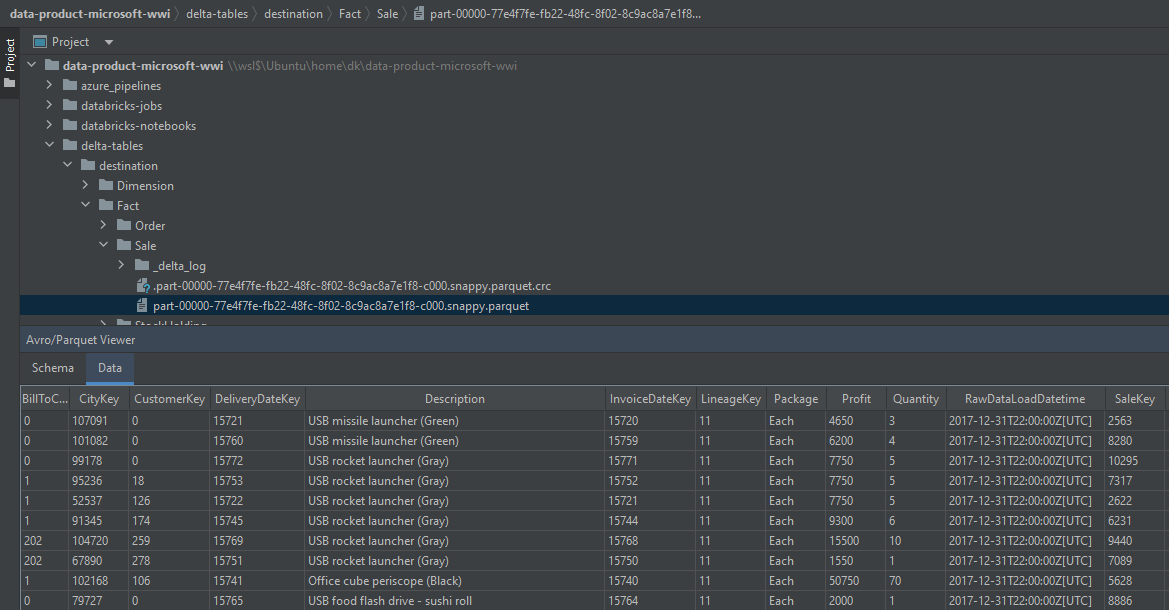 data-product-microsoft-wwi delta-tables destination Fact Sale part-00000-77e4f7fe-fb22-48fc-8f02-8c9ac8a7e1f8...
Project
Project
data-product-microsoft-wwi \\wsl$\Ubuntu\home\dk\data-product-microsoft-wwi
azure_pipelines
databricks-jobs
databricks-notebooks
delta-tables
destination
Dimension
Fact
Order
Sale
_delta_log
.part-00000-77e4f7fe-fb22-48fc-8f02-8c9ac8a7e1f8-c000.snappy.parquet.crc
part-00000-77e4f7fe-fb22-48fc-8f02-8c9ac8a7e1f8-c000.snappy.parquet
Avro/Parquet Viewer
Schema Data
BillToC... CityKey CustomerKey DeliveryDateKey Description InvoiceDateKey LineageKey Package Profit Quantity RawDataLoadDatetime SaleKey
0 107091 0 15721 USB missile launcher (Green) 15720 11 Each 4650 3 2017-12-31T22:00:00Z[UTC] 2563
0 101082 0 15760 USB missile launcher (Green) 15759 11 Each 6200 4 2017-12-31T22:00:00Z[UTC] 8280
0 99178 0 15772 USB rocket launcher (Gray) 15771 11 Each 7750 5 2017-12-31T22:00:00Z[UTC] 10295
1 95236 18 15753 USB rocket launcher (Gray) 15752 11 Each 7750 5 2017-12-31T22:00:00Z[UTC] 7317
1 52537 126 15722 USB rocket launcher (Gray) 15721 11 Each 7750 5 2017-12-31T22:00:00Z[UTC] 2622
1 91345 174 15745 USB rocket launcher (Gray) 15744 11 Each 9300 6 2017-12-31T22:00:00Z[UTC] 6231
202 104720 259 15769 USB rocket launcher (Gray) 15768 11 Each 15500 10 2017-12-31T22:00:00Z[UTC] 9440
202 67890 278 15751 USB rocket launcher (Gray) 15750 11 Each 1550 1 2017-12-31T22:00:00Z[UTC] 7089
1 102168 106 15741 Office cube periscope (Black) 15740 11 Each 50750 70 2017-12-31T22:00:00Z[UTC] 5628
0 79727 0 15765 USB food flash drive - sushi roll 15764 11 Each 2000 1 2017-12-31T22:00:00Z[UTC] 8886